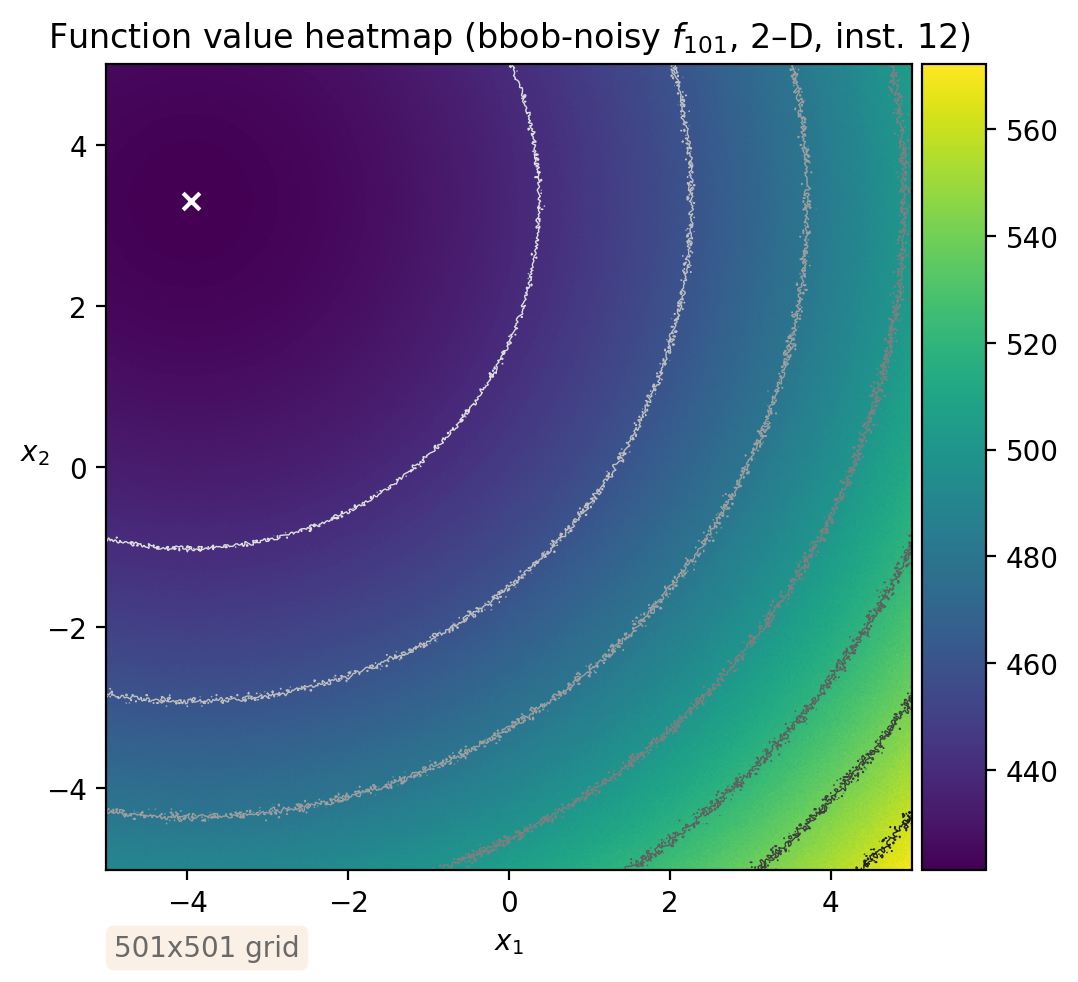 Function value heatmap (bbob-noisy f₁₀₁, 2–D, inst. 12)
4
2
x₂
0
−2
−4
−4 −2 0 2 4
x₁
501x501 grid
560
540
520
500
480
460
440